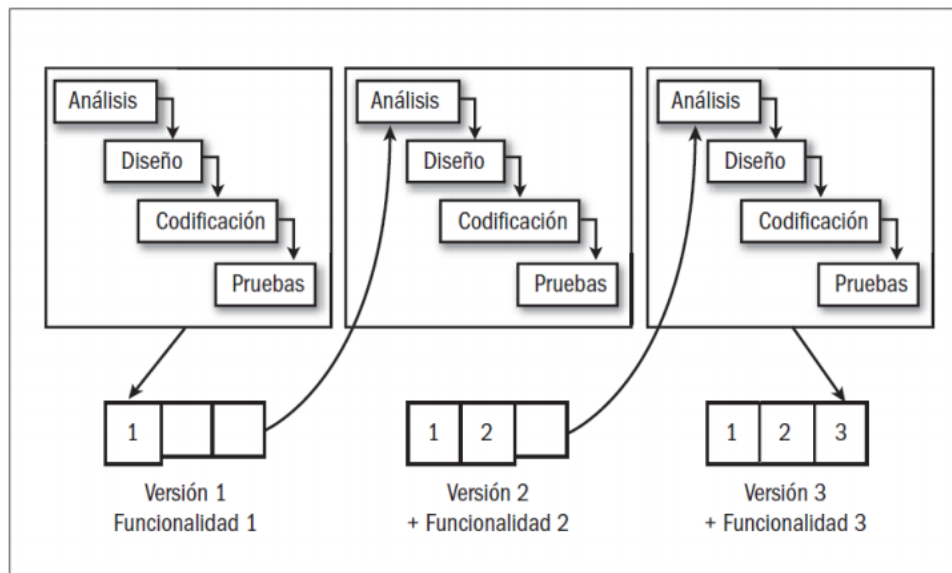 Análisis
Diseño
Codificación
Pruebas
Análisis
Diseño
Codificación
Pruebas
Análisis
Diseño
Codificación
Pruebas
1
Versión 1
Funcionalidad 1
1 2
Versión 2
+ Funcionalidad 2
1 2 3
Versión 3
+ Funcionalidad 3